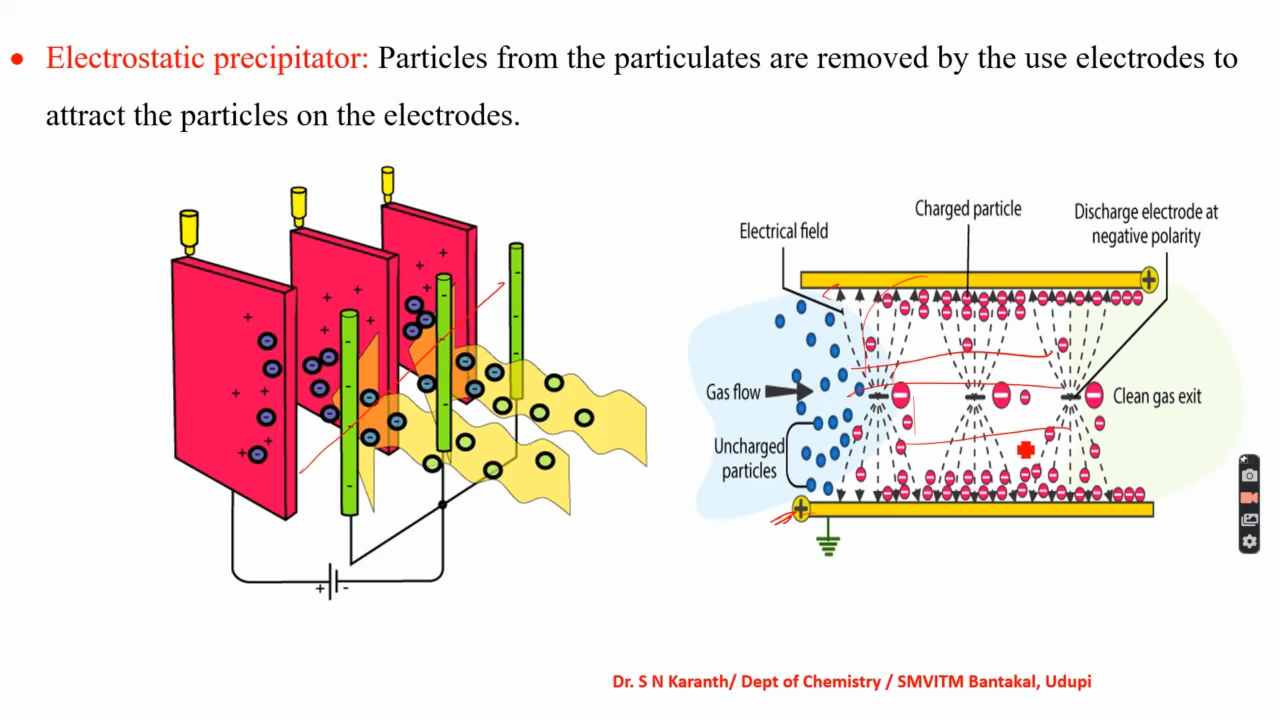 • Electrostatic precipitator: Particles from the particulates are removed by the use electrodes to
attract the particles on the electrodes.
Electrical field
Charged particle
Discharge electrode at
negative polarity
Gas flow
Uncharged
particles
Clean gas exit
Dr. S N Karanth/ Dept of Chemistry / SMVITM Bantakal, Udupi